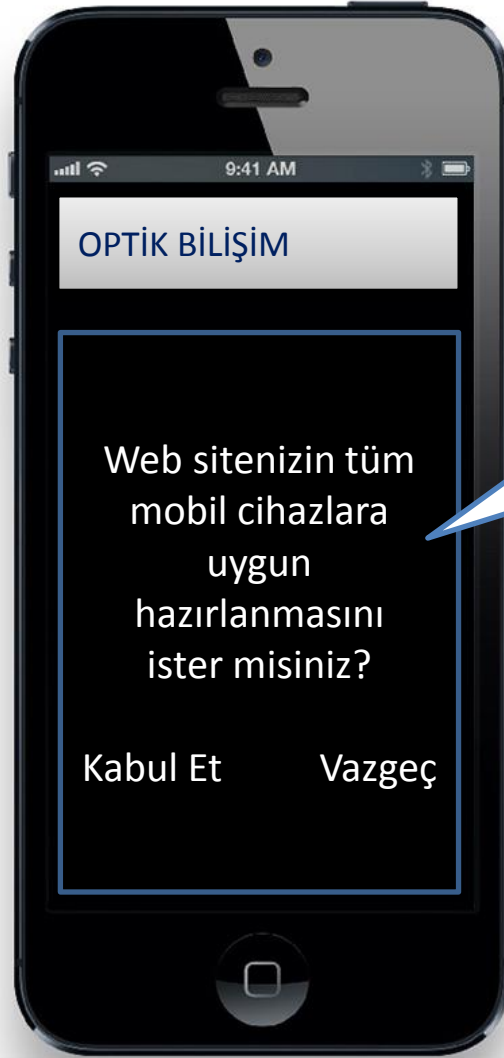 9:41 AM
OPTİK BİLİŞİM
Web sitenizin tüm
mobil cihazlara
uygun
hazırlanmasını
ister misiniz?
Kabul Et Vazgeç